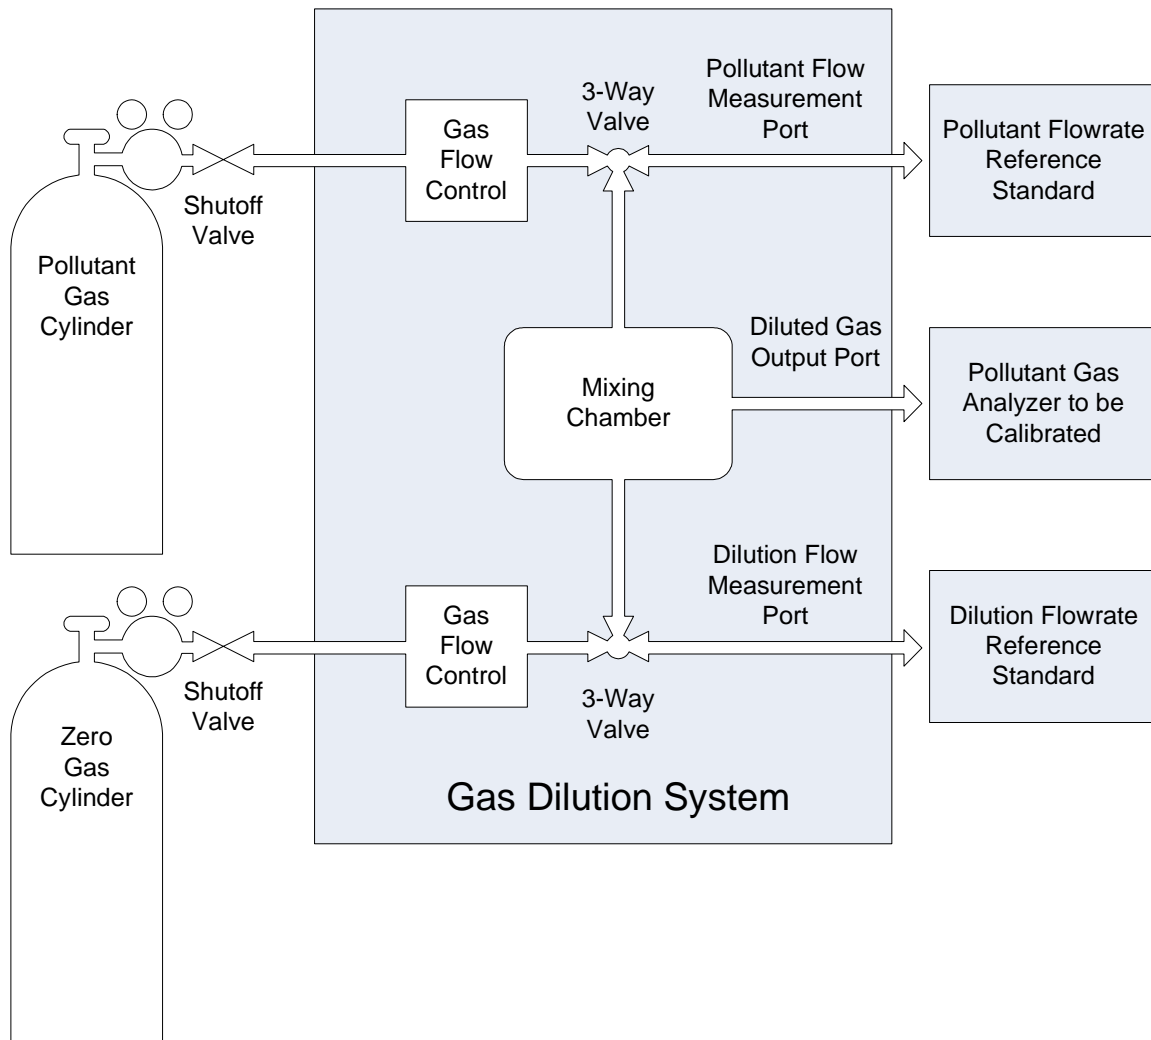 Pollutant Flow
Measurement
Port
3-Way
Valve
Gas
Flow
Control
Pollutant Flowrate
Reference
Standard
Shutoff
Valve
Pollutant
Gas
Cylinder
Diluted Gas
Output Port
Mixing
Chamber
Pollutant Gas
Analyzer to be
Calibrated
Dilution Flow
Measurement
Port
Gas
Flow
Control
Dilution Flowrate
Reference
Standard
Shutoff
Valve
3-Way
Valve
Zero
Gas
Cylinder
Gas Dilution System